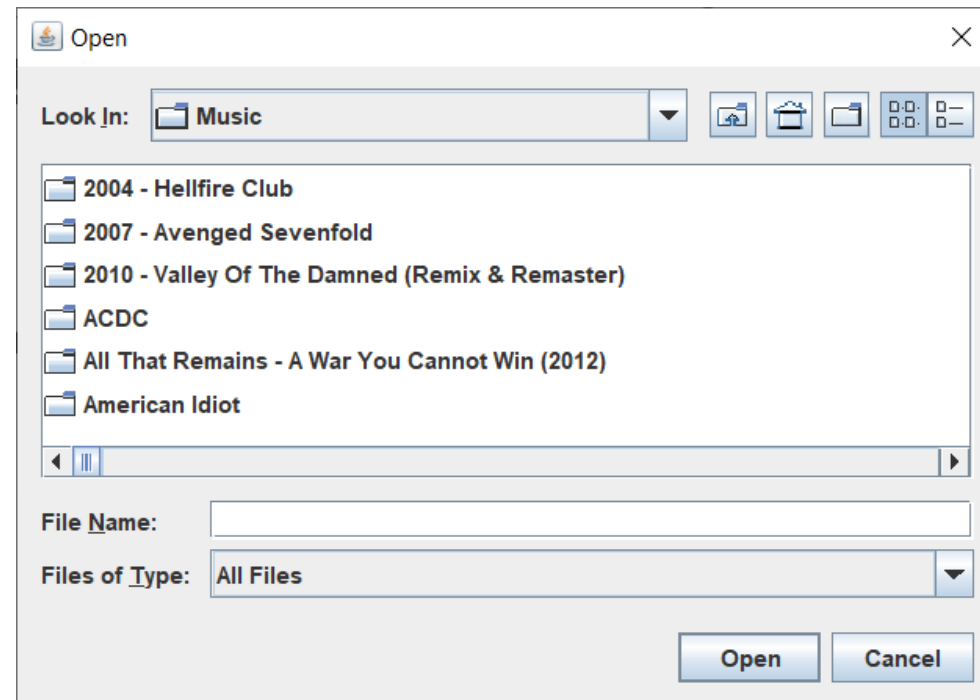 Open
Look In: Music
2004 - Hellfire Club
2007 - Avenged Sevenfold
2010 - Valley Of The Damned (Remix & Remaster)
ACDC
All That Remains - A War You Cannot Win (2012)
American Idiot
File Name:
Files of Type: All Files
Open Cancel